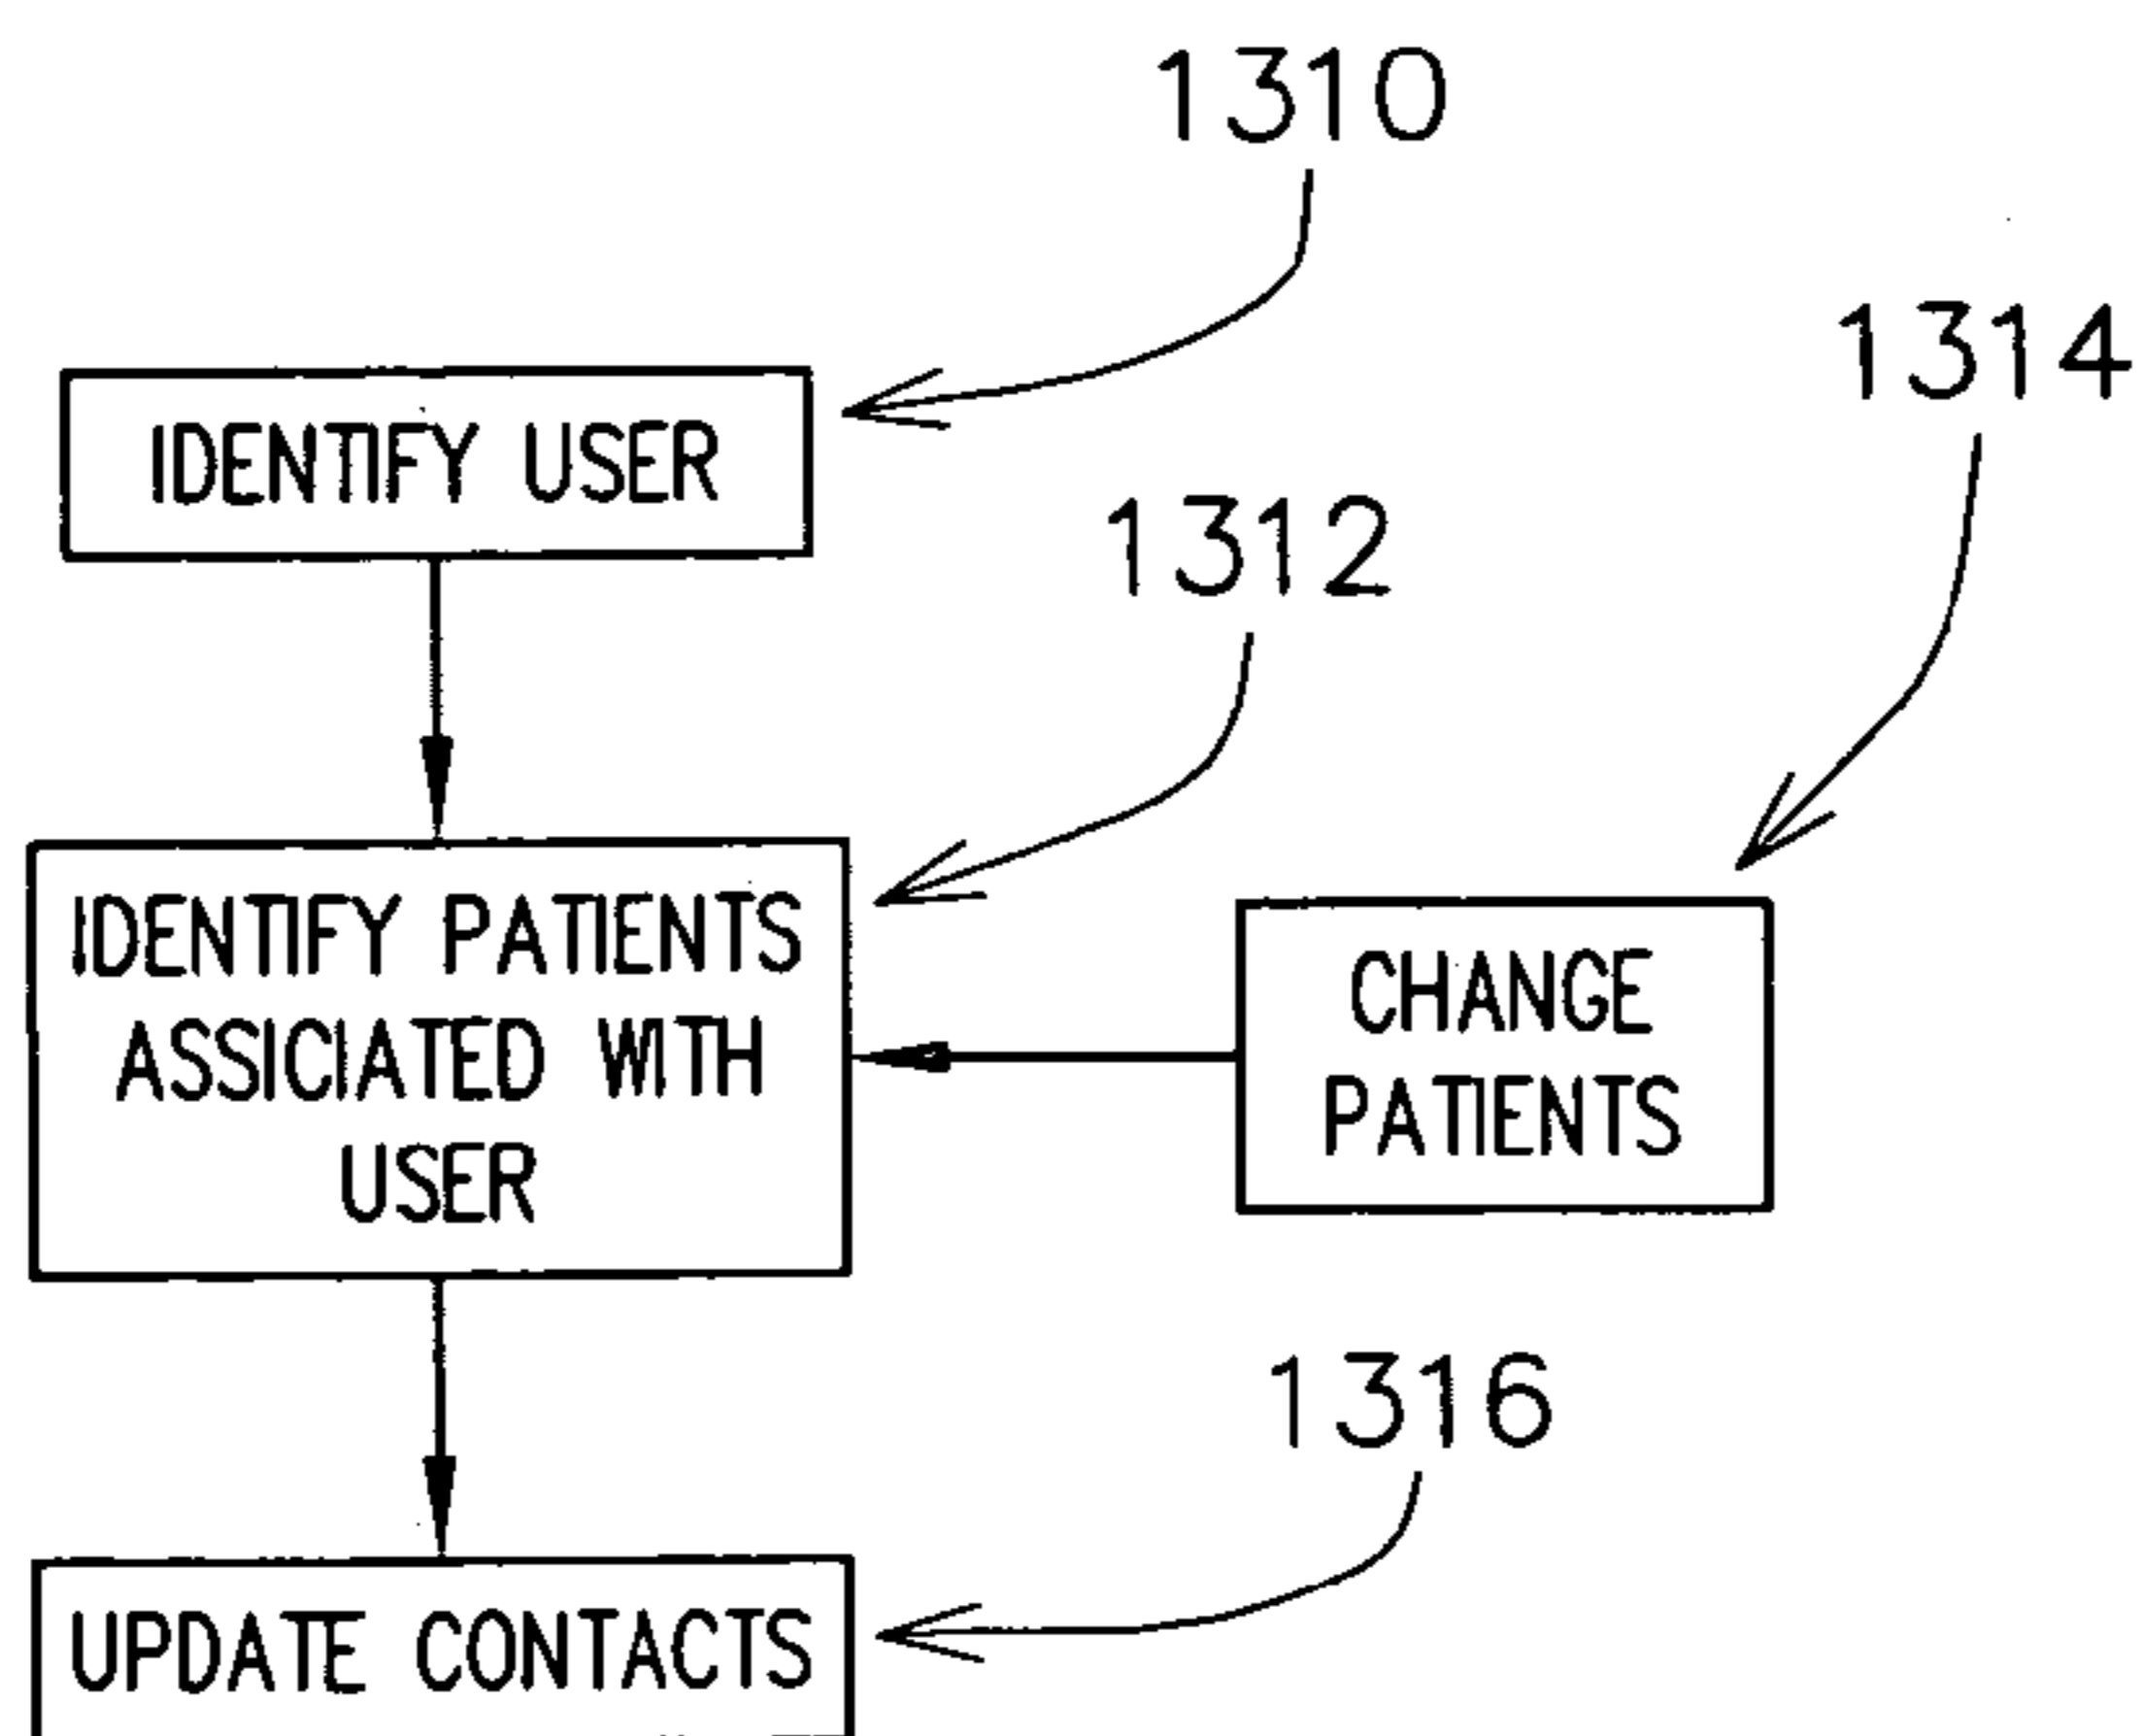 1310
1314
IDENTIFY USER
1312
IDENTIFY PATIENTS
ASSICIATED WITH
USER
CHANGE
PATIENTS
1316
UPDATE CONTACTS